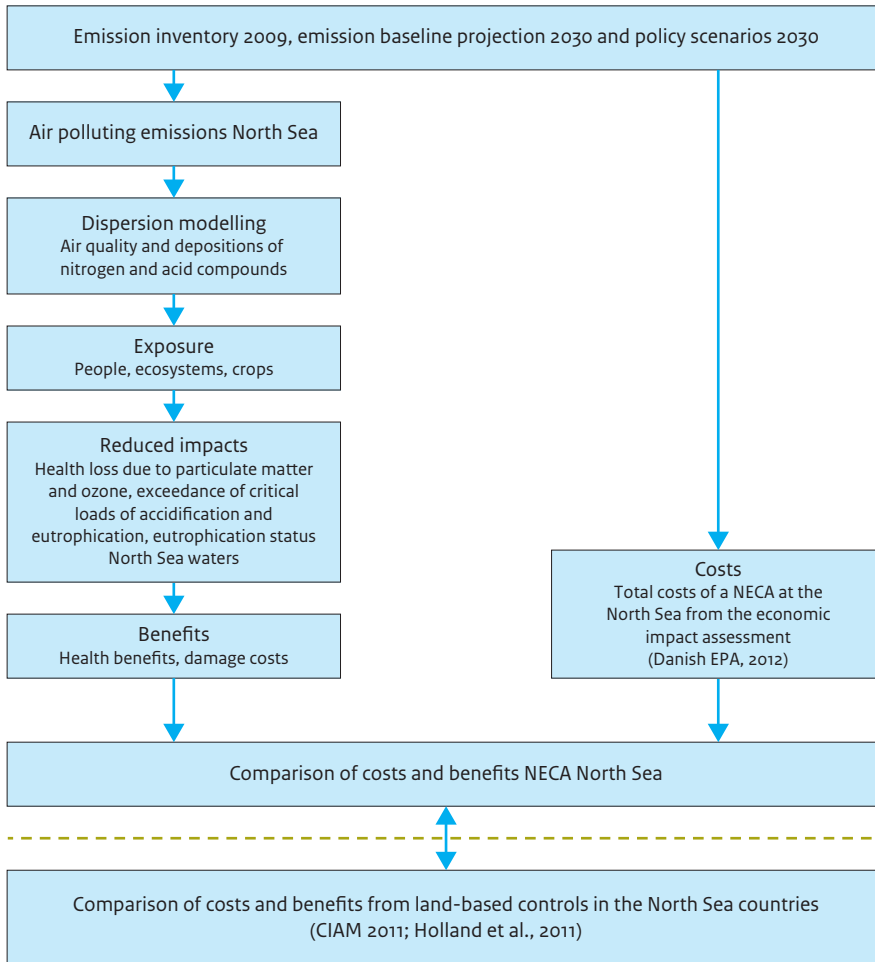 Emission inventory 2009, emission baseline projection 2030 and policy scenarios 2030
Air polluting emissions North Sea
Dispersion modelling
Air quality and depositions of
nitrogen and acid compounds
Exposure
People, ecosystems, crops
Reduced impacts
Health loss due to particulate matter
and ozone, exceedance of critical
loads of accidification and
eutrophication, eutrophication status
North Sea waters
Benefits
Health benefits, damage costs
Costs
Total costs of a NECA at the
North Sea from the economic
impact assessment
(Danish EPA, 2012)
Comparison of costs and benefits NECA North Sea
Comparison of costs and benefits from land-based controls in the North Sea countries
(CIAM 2011; Holland et al., 2011)